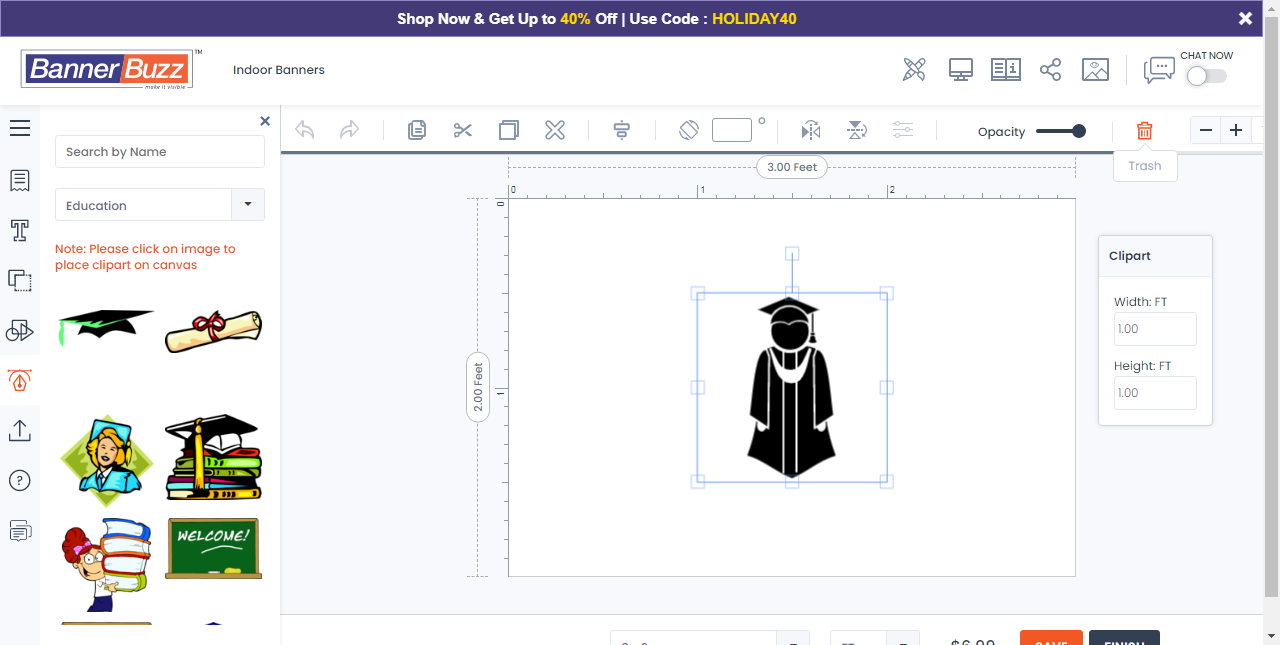 Shop Now & Get Up to 40% Off | Use Code : HOLIDAY40
BannerBuzz™
make it visible
Indoor Banners
CHAT NOW
Search by Name
Education
Note: Please click on image to
place clipart on canvas
WELCOME!
Opacity
Trash
3.00 Feet
0 1 2
0
2.00 Feet
1
Clipart
Width: FT
1.00
Height: FT
1.00